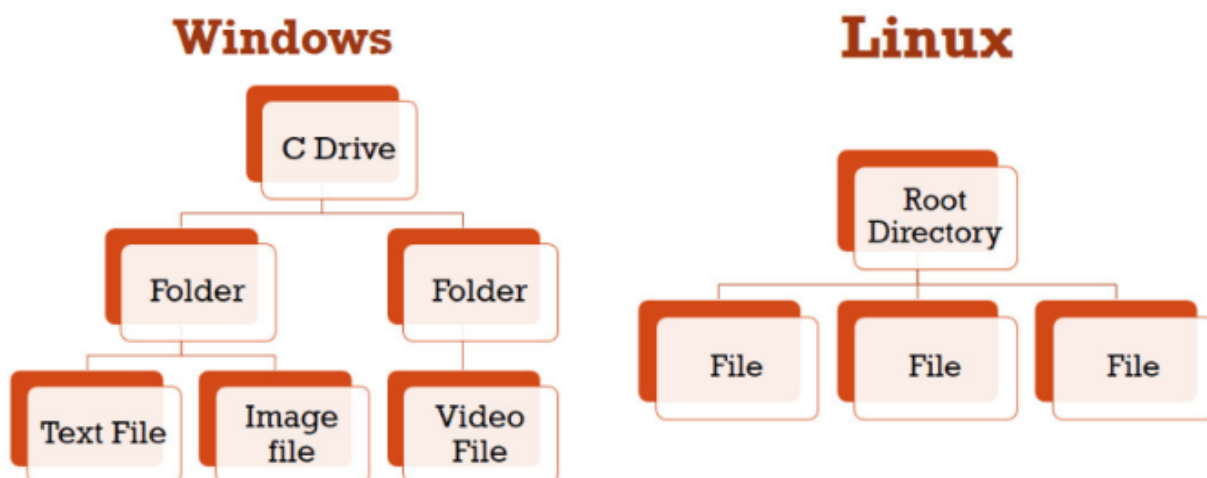 Windows
Linux
C Drive
Root
Directory
Folder
Folder
File
File
File
Text File
Image
file
Video
File